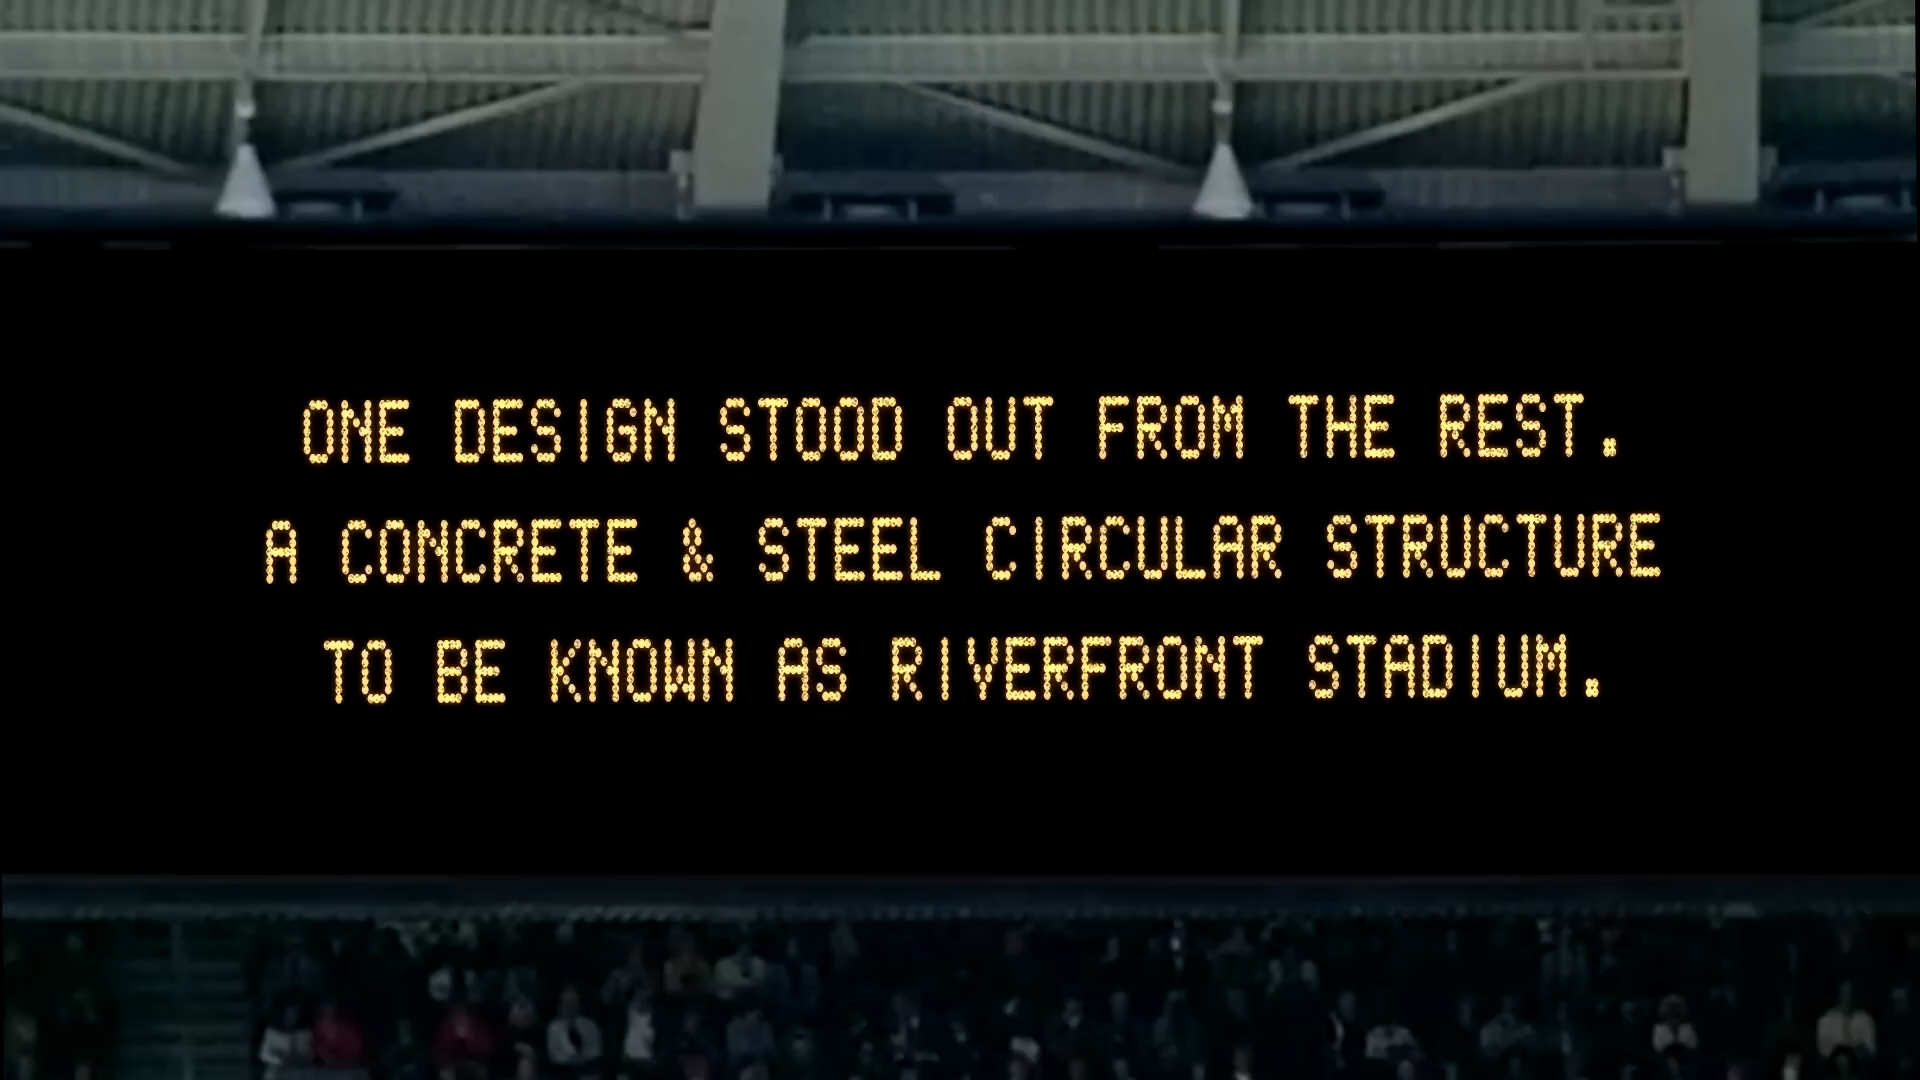 ONE DESIGN STOOD OUT FROM THE REST.
A CONCRETE & STEEL CIRCULAR STRUCTURE
TO BE KNOWN AS RIVERFRONT STADIUM.